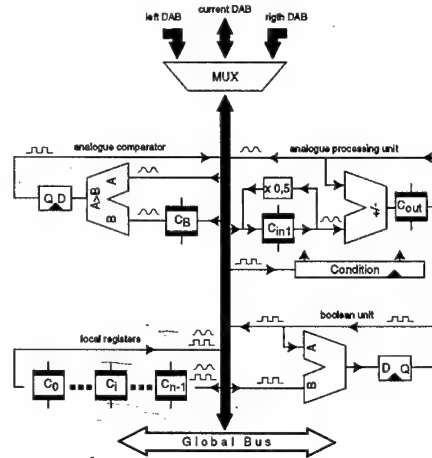 left DAB current DAB rigth DAB
MUX
analogue comparator analogue processing unit
Q D A>B A B C_B
x 0,5
C_in1 +/- C_out
Condition
local registers boolean unit
C_0 C_i C_n-1 A B D Q
Global Bus